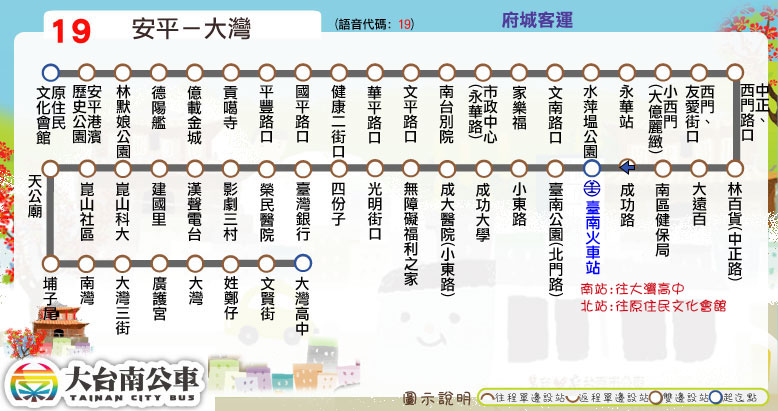 19
安平－大灣
(語音代碼: 19)
府城客運
原住民文化會館
安平港濱歷史公園
林默娘公園
德陽艦
億載金城
貢噶寺
平豐路口
國平路口
健康二街口
華平路口
文平路口
南台別院
市政中心(永華路)
家樂福
文南路口
水萍塭公園
永華站
小西門(大億麗緻)
西門、友愛街口
中正、西門路口
天公廟
崑山社區
崑山科大
建國里
漢聲電台
影劇三村
榮民醫院
臺灣銀行
四份子
光明街口
無障礙福利之家
成大醫院(小東路)
成功大學
小東路
臺南公園(北門路)
臺南火車站
成功路
南區健保局
大遠百
林百貨(中正路)
埔子尾
南灣
大灣三街
廣護宮
大灣
姓鄭仔
文賢街
大灣高中
南站:往大灣高中
北站:往原住民文化會館
大台南公車
TAINAN CITY BUS
圖示說明
往程單邊設站
返程單邊設站
雙邊設站
起迄點